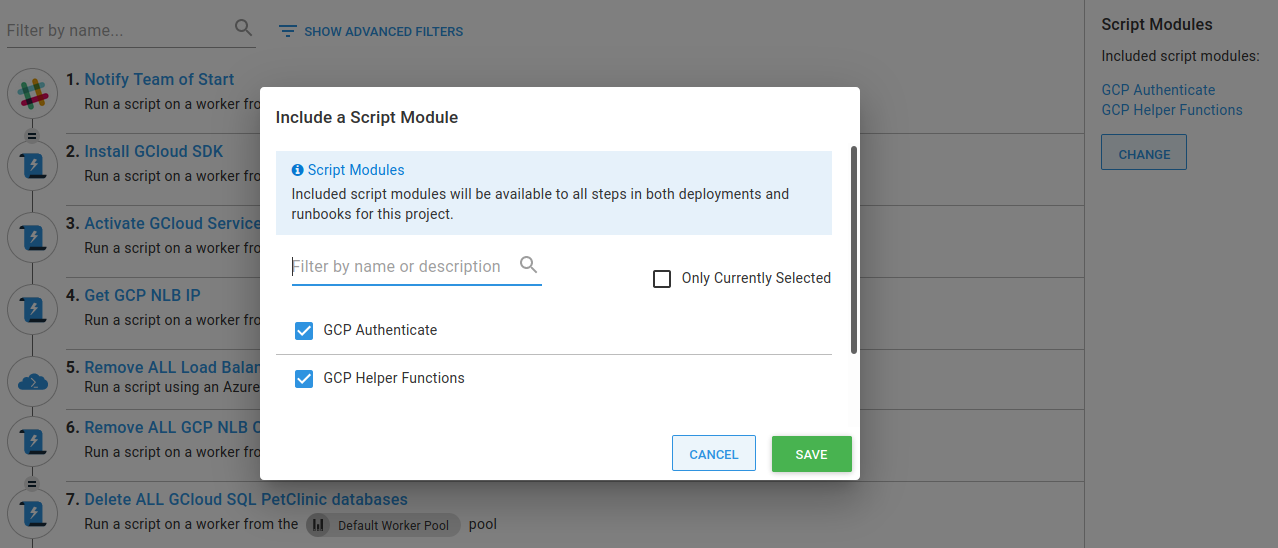 Filter by name...
SHOW ADVANCED FILTERS
1. Notify Team of Start
Run a script on a worker fro
2. Install GCloud SDK
Run a script on a worker fro
3. Activate GCloud Service
Run a script on a worker fro
4. Get GCP NLB IP
Run a script on a worker fro
5. Remove ALL Load Balan
Run a script using an Azure
6. Remove ALL GCP NLB C
Run a script on a worker fro
7. Delete ALL GCloud SQL PetClinic databases
Run a script on a worker from the Default Worker Pool pool
Include a Script Module
Script Modules
Included script modules will be available to all steps in both deployments and
runbooks for this project.
Filter by name or description
Only Currently Selected
GCP Authenticate
GCP Helper Functions
CANCEL
SAVE
Script Modules
Included script modules:
GCP Authenticate
GCP Helper Functions
CHANGE